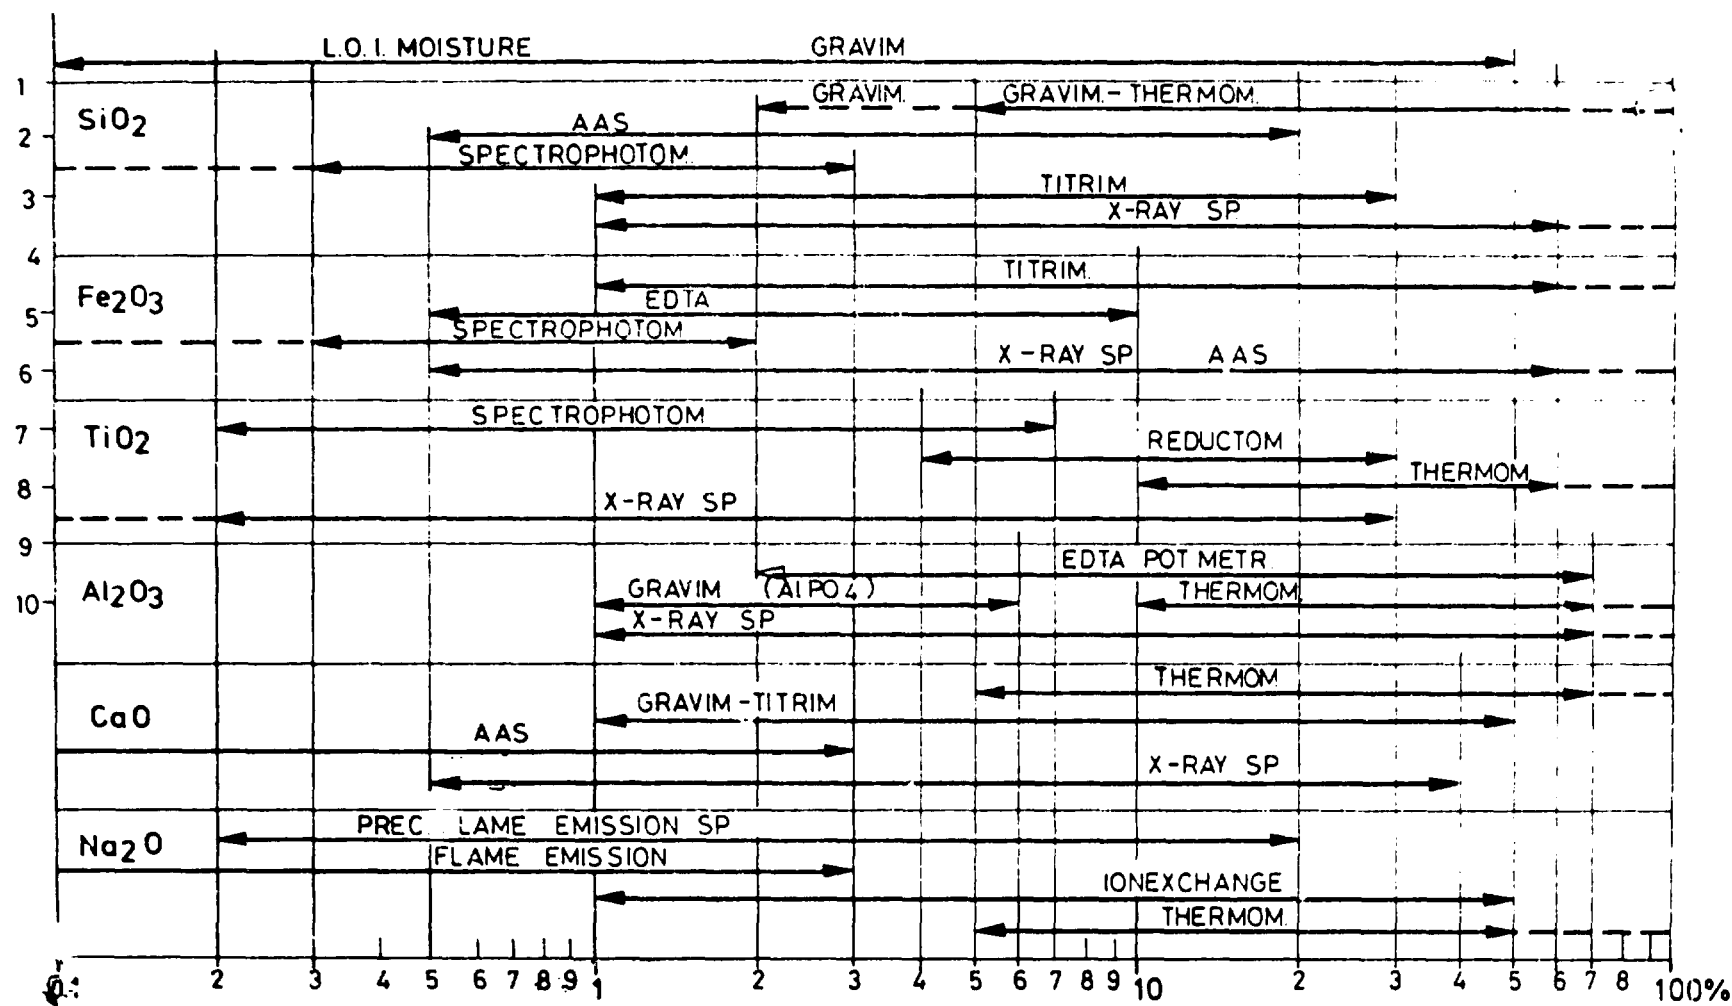 L.O.I. MOISTURE GRAVIM
1
GRAVIM. GRAVIM.-THERMOM.
SiO2
AAS
2
SPECTROPHOTOM.
TITRIM
3
X-RAY SP.
4
TITRIM.
Fe2O3
EDTA
5
SPECTROPHOTOM
X-RAY SP AAS
6
SPECTROPHOTOM
7
TiO2
REDUCTOM
THERMOM
8
X-RAY SP
9
EDTA POT METR.
Al2O3
GRAVIM (AlPO4) THERMOM.
10
X-RAY SP
THERMOM
CaO
GRAVIM-TITRIM
AAS
X-RAY SP
PREC LAME EMISSION SP
Na2O
FLAME EMISSION
IONEXCHANGE
THERMOM.
2 3 4 5 6 7 8 9 1 2 3 4 5 6 7 8 9 10 2 3 4 5 6 7 8 100%